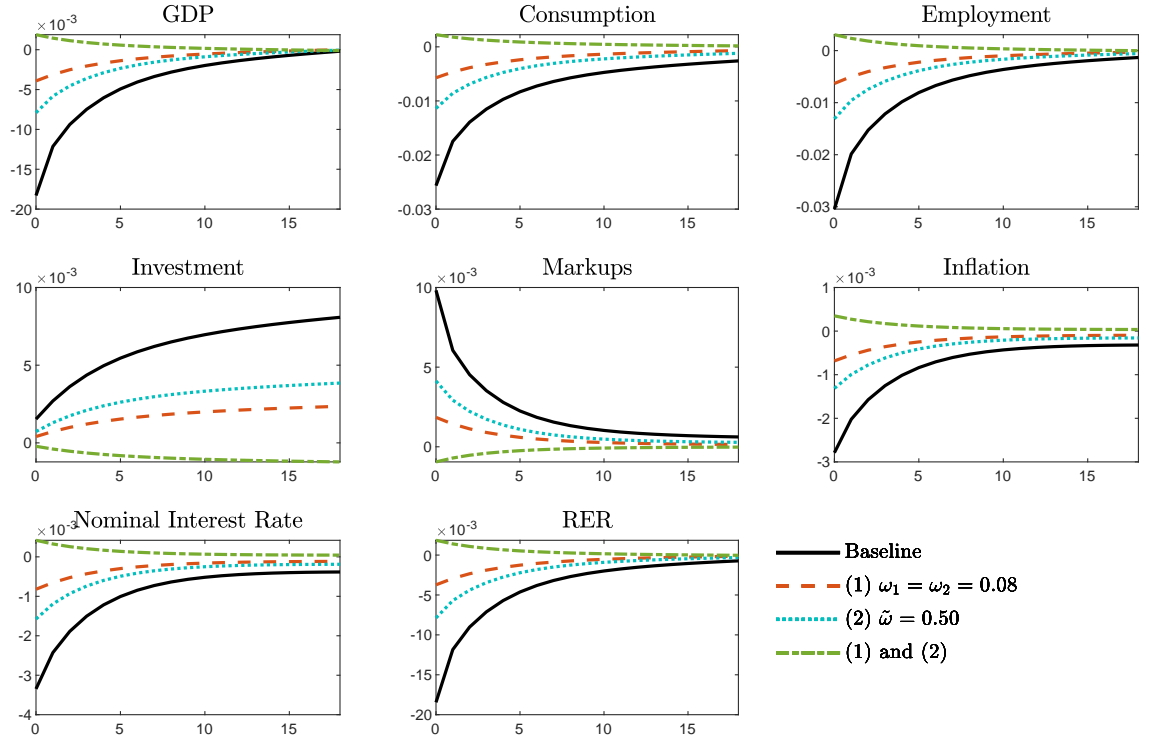 GDP
×10⁻³
0
-5
-10
-15
-20
0 5 10 15
Consumption
0
-0.01
-0.02
-0.03
0 5 10 15
Employment
0
-0.01
-0.02
-0.03
0 5 10 15
Investment
×10⁻³
10
5
0
0 5 10 15
Markups
×10⁻³
10
5
0
0 5 10 15
Inflation
×10⁻³
1
0
-1
-2
-3
0 5 10 15
Nominal Interest Rate
×10⁻³
0
-1
-2
-3
-4
0 5 10 15
RER
×10⁻³
0
-5
-10
-15
-20
0 5 10 15
Baseline
(1) ω₁ = ω₂ = 0.08
(2) ω̃ = 0.50
(1) and (2)